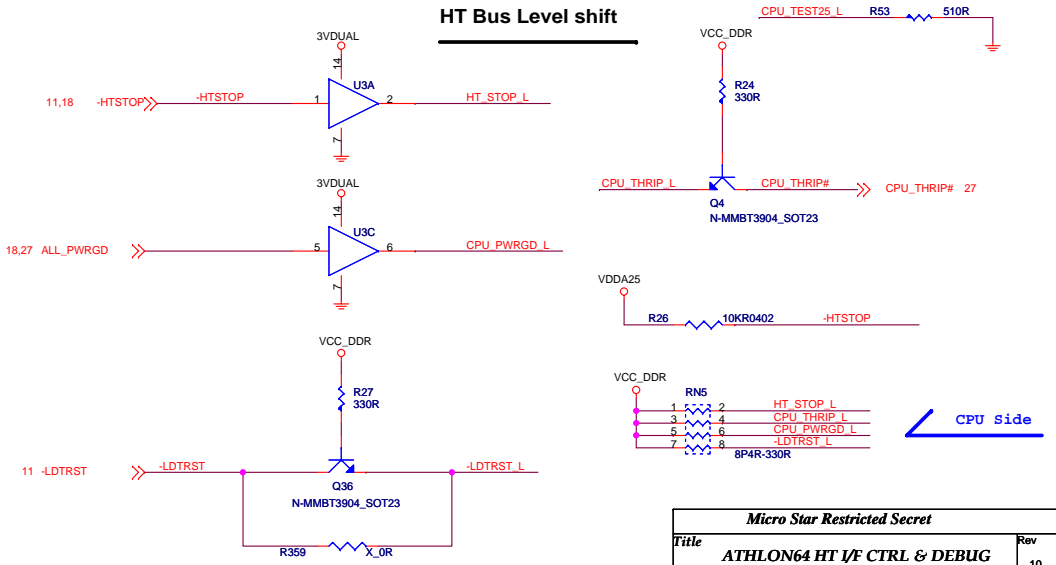 HT Bus Level shift
CPU_TEST25_L R53 510R
3VDUAL
14
U3A
11,18 -HTSTOP -HTSTOP 1 2 HT_STOP_L
7
VCC_DDR
R24
330R
CPU_THRIP_L CPU_THRIP# CPU_THRIP# 27
Q4
N-MMBT3904_SOT23
3VDUAL
14
U3C
18,27 ALL_PWRGD 5 6 CPU_PWRGD_L
7
VDDA25
R26 10KR0402 -HTSTOP
VCC_DDR
R27
330R
11 -LDTRST -LDTRST -LDTRST_L
Q36
N-MMBT3904_SOT23
R359 X_0R
VCC_DDR
RN5
1 2 HT_STOP_L
3 4 CPU_THRIP_L
5 6 CPU_PWRGD_L
7 8 -LDTRST_L
8P4R-330R
CPU Side
Micro Star Restricted Secret
Title Rev
ATHLON64 HT I/F CTRL & DEBUG 10